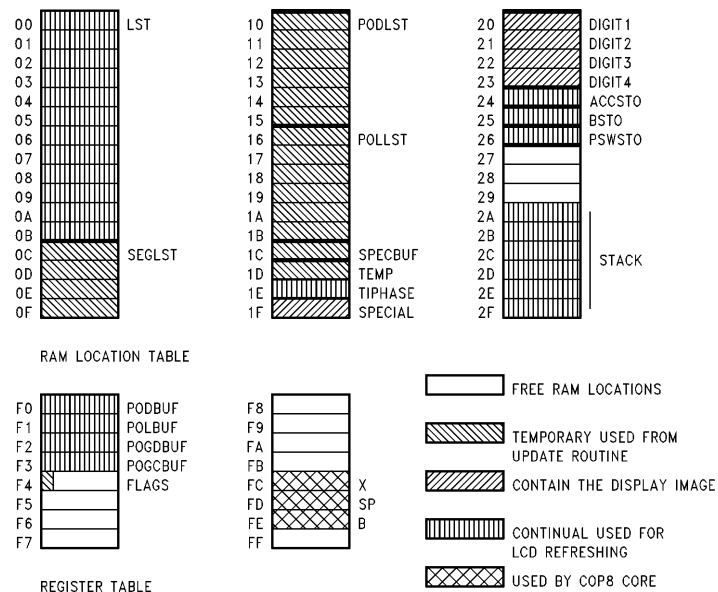 00 LST
01
02
03
04
05
06
07
08
09
0A
0B
0C SEGLST
0D
0E
0F
10 PODLST
11
12
13
14
15
16 POLLST
17
18
19
1A
1B
1C SPECBUF
1D TEMP
1E TIPHASE
1F SPECIAL
20 DIGIT1
21 DIGIT2
22 DIGIT3
23 DIGIT4
24 ACCSTO
25 BSTO
26 PSWSTO
27
28
29
2A
2B
2C STACK
2D
2E
2F
RAM LOCATION TABLE
F0 PODBUF
F1 POLBUF
F2 POGDBUF
F3 POGCBUF
F4 FLAGS
F5
F6
F7
F8
F9
FA
FB
FC X
FD SP
FE B
FF
REGISTER TABLE
FREE RAM LOCATIONS
TEMPORARY USED FROM
UPDATE ROUTINE
CONTAIN THE DISPLAY IMAGE
CONTINUAL USED FOR
LCD REFRESHING
USED BY COP8 CORE